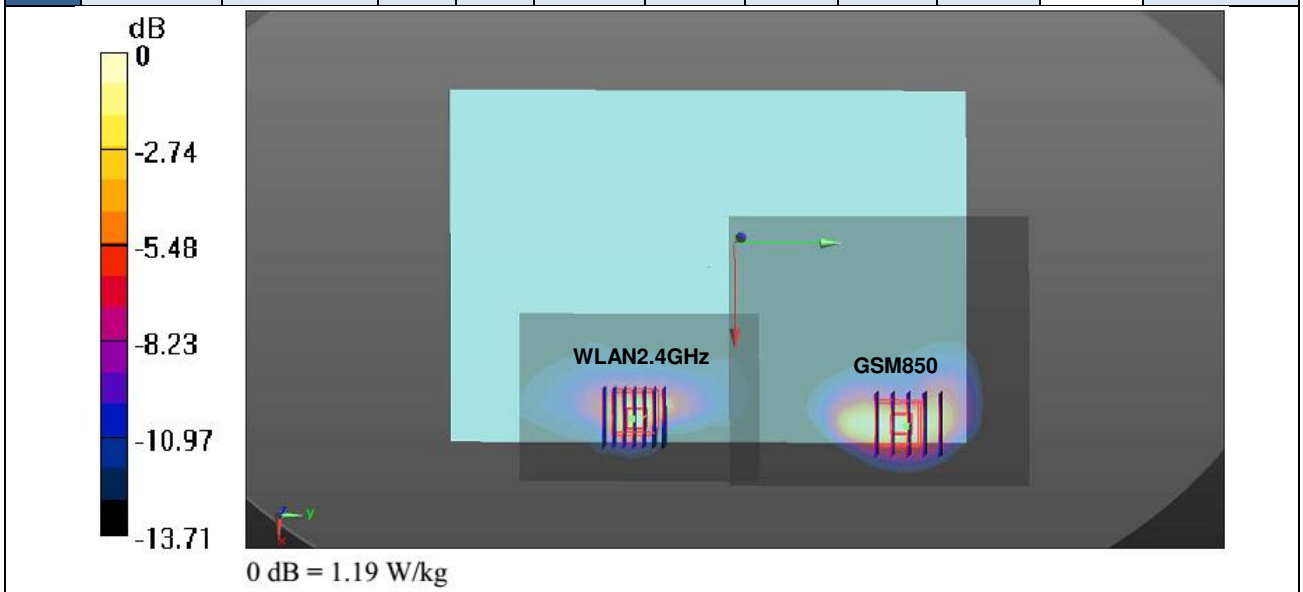 dB
0
-2.74
-5.48
-8.23
-10.97
-13.71
WLAN2.4GHz
GSM850
z
y
x
0 dB = 1.19 W/kg